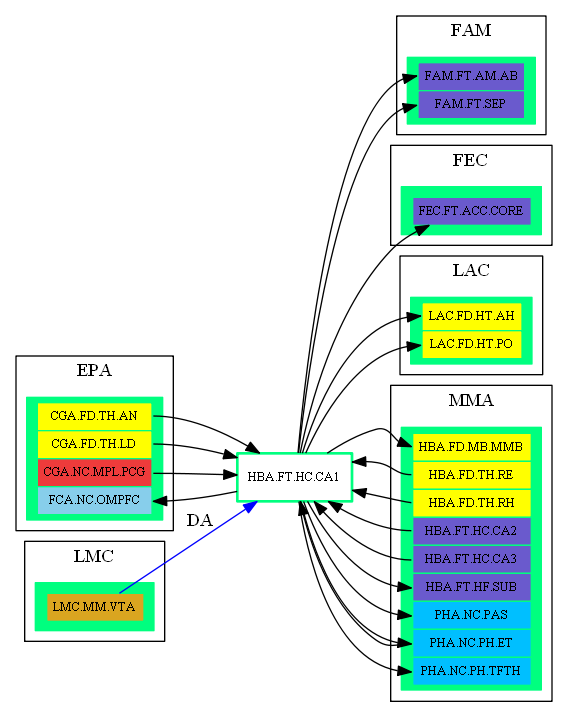 FAM
FAM.FT.AM.AB
FAM.FT.SEP
FEC
FEC.FT.ACC.CORE
LAC
LAC.FD.HT.AH
LAC.FD.HT.PO
EPA
CGA.FD.TH.AN
CGA.FD.TH.LD
CGA.NC.MPL.PCG
FCA.NC.OMPFC
HBA.FT.HC.CA1
DA
LMC
LMC.MM.VTA
MMA
HBA.FD.MB.MMB
HBA.FD.TH.RE
HBA.FD.TH.RH
HBA.FT.HC.CA2
HBA.FT.HC.CA3
HBA.FT.HF.SUB
PHA.NC.PAS
PHA.NC.PH.ET
PHA.NC.PH.TFTH